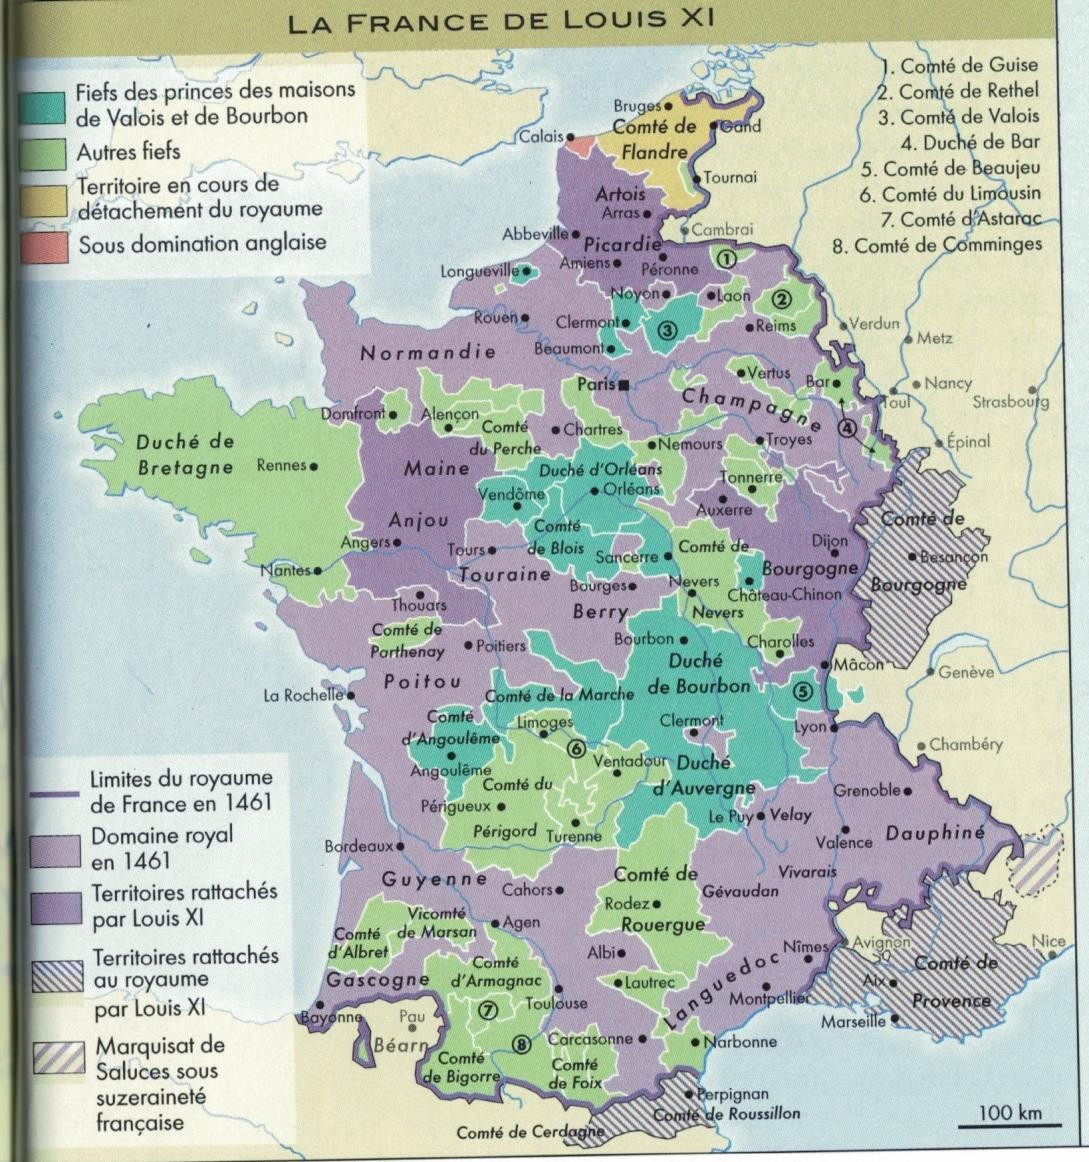 LA FRANCE DE LOUIS XI
Fiefs des princes des maisons
de Valois et de Bourbon
Autres fiefs
Territoire en cours de
détachement du royaume
Sous domination anglaise
1. Comté de Guise
2. Comté de Rethel
3. Comté de Valois
4. Duché de Bar
5. Comté de Beaujeu
6. Comté du Limousin
7. Comté d'Astarac
8. Comté de Comminges
Bruges
Comté de
Flandre
Gand
Calais
Tournai
Artois
Arras
Cambrai
Abbeville
Picardie
Amiens
Péronne
1
Longueville
Noyon
Laon
2
Rouen
Clermont
3
Reims
Verdun
Beaumont
Metz
Normandie
Paris
Vertus
Bar
Nancy
Toul
Strasbourg
Champagne
4
Domfront
Alençon
Comté
du Perche
Chartres
Nemours
Troyes
Épinal
Duché de
Bretagne
Rennes
Maine
Duché d'Orléans
Orléans
Vendôme
Tonnerre
Auxerre
Anjou
Comté
de Blois
Comté de
Bourgogne
Angers
Tours
Sancerre
Comté de
Nevers
Dijon
Besançon
Bourgogne
Nantes
Touraine
Bourges
Nevers
Château-Chinon
Thouars
Berry
Comté de
Parthenay
Poitiers
Bourbon
Charolles
Duché
de Bourbon
Mâcon
Genève
Poitou
La Rochelle
Comté de la Marche
5
Comté
d'Angoulême
Limoges
Clermont
Lyon
6
Chambéry
Angoulême
Ventadour
Duché
d'Auvergne
Comté du
Périgord
Périgueux
Grenoble
Turenne
Le Puy
Velay
Dauphiné
Valence
Bordeaux
Vivarais
Guyenne
Cahors
Comté de
Rouergue
Gévaudan
Rodez
Vicomté
de Marsan
Agen
Comté
d'Albret
Albi
Nîmes
Avignon
Nice
Gascogne
Comté
d'Armagnac
Lautrec
Languedoc
Comté de
Provence
Aix
Toulouse
Montpellier
Bayonne
Pau
7
Marseille
Béarn
8
Carcasonne
Narbonne
Comté
de Bigorre
Comté
de Foix
Perpignan
Comté de Roussillon
Comté de Cerdagne
100 km
Limites du royaume
de France en 1461
Domaine royal
en 1461
Territoires rattachés
par Louis XI
Territoires rattachés
au royaume
par Louis XI
Marquisat de
Saluces sous
suzeraineté
française